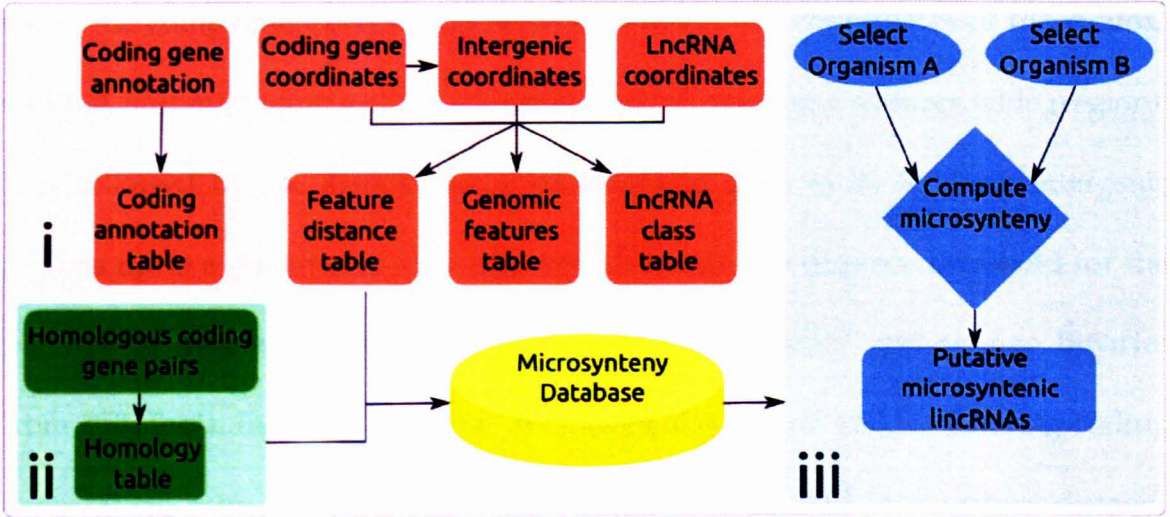 Coding gene
annotation
Coding gene
coordinates
Intergenic
coordinates
LncRNA
coordinates
Coding
annotation
table
Feature
distance
table
Genomic
features
table
LncRNA
class
table
i
Homologous coding
gene pairs
Homology
table
ii
Microsynteny
Database
Select
Organism A
Select
Organism B
Compute
microsynteny
Putative
microsyntenic
lincRNAs
iii